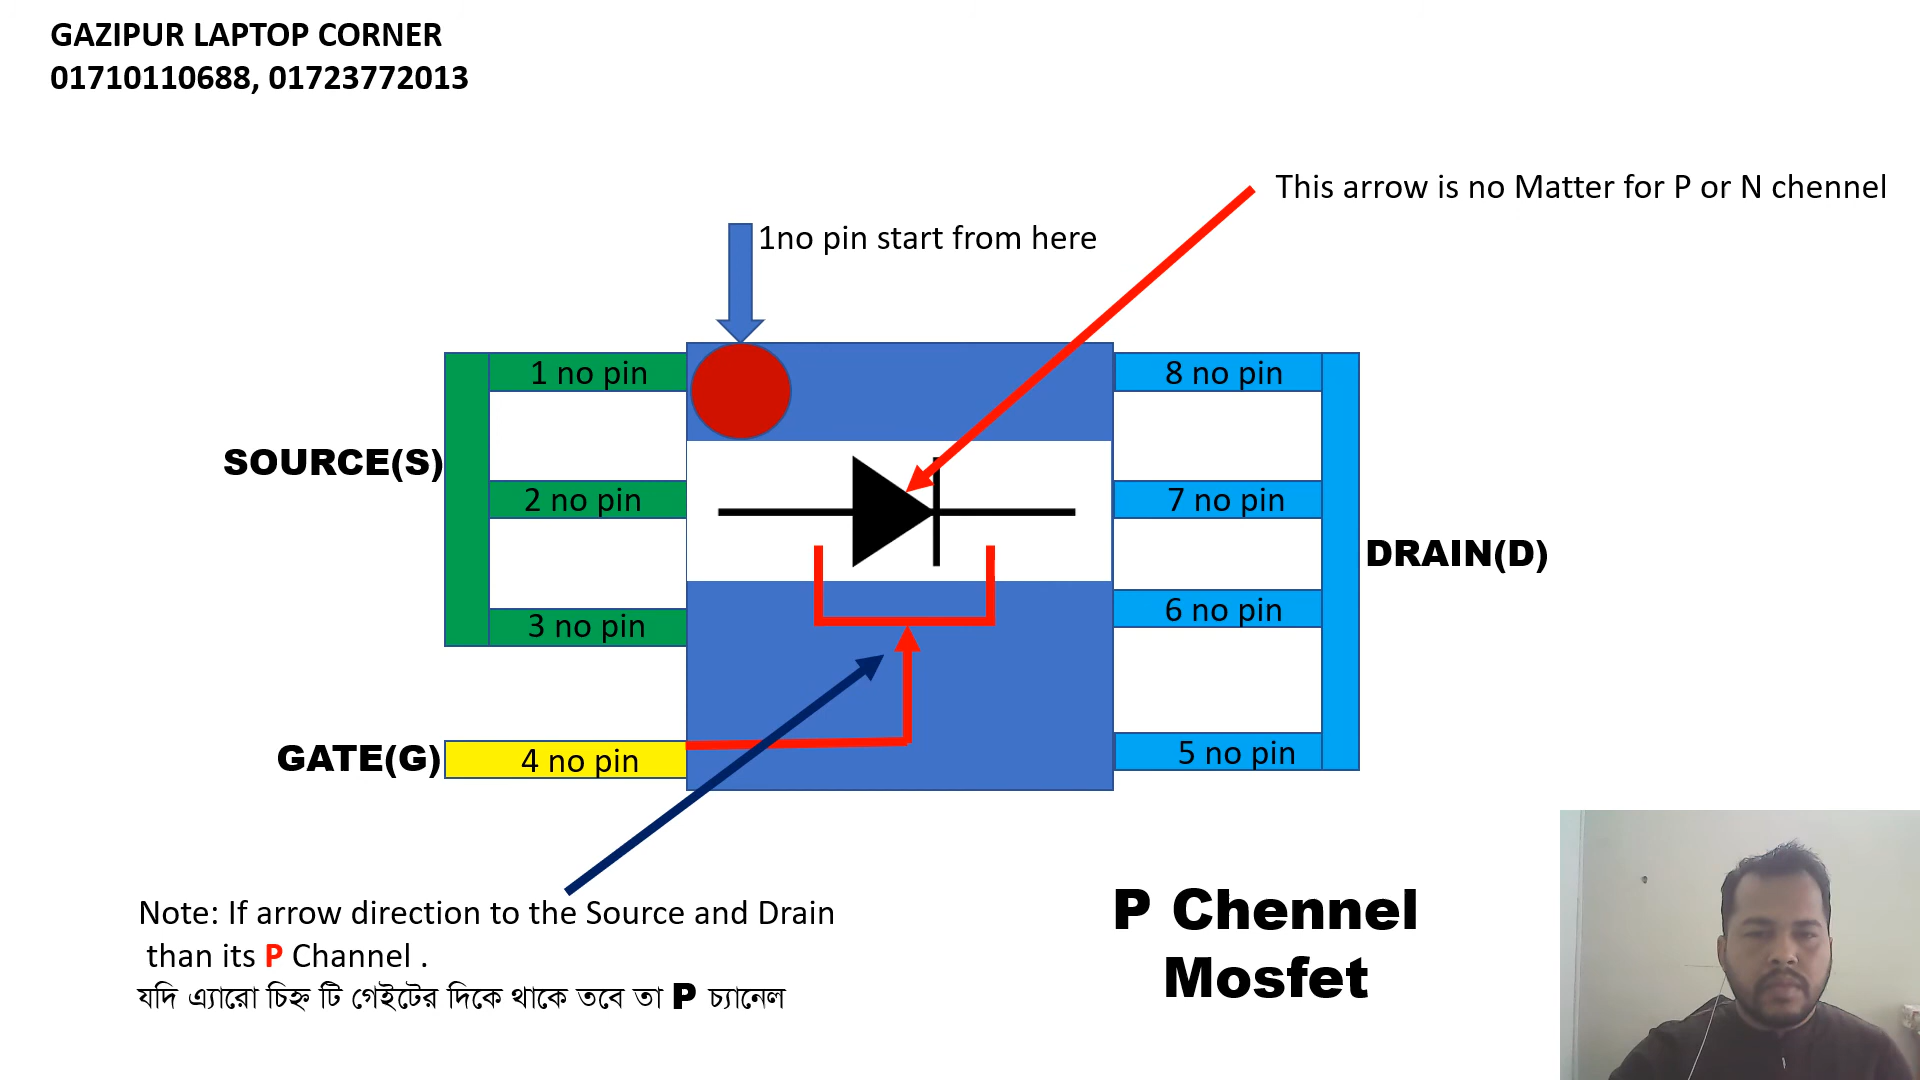 GAZIPUR LAPTOP CORNER
01710110688, 01723772013
This arrow is no Matter for P or N chennel
1no pin start from here
1 no pin
8 no pin
SOURCE(S)
2 no pin
7 no pin
DRAIN(D)
3 no pin
6 no pin
GATE(G)
4 no pin
5 no pin
Note: If arrow direction to the Source and Drain
than its P Channel .
যদি এ্যারো চিহ্ন টি গেইটের দিকে থাকে তবে তা P চ্যানেল
P Chennel
Mosfet